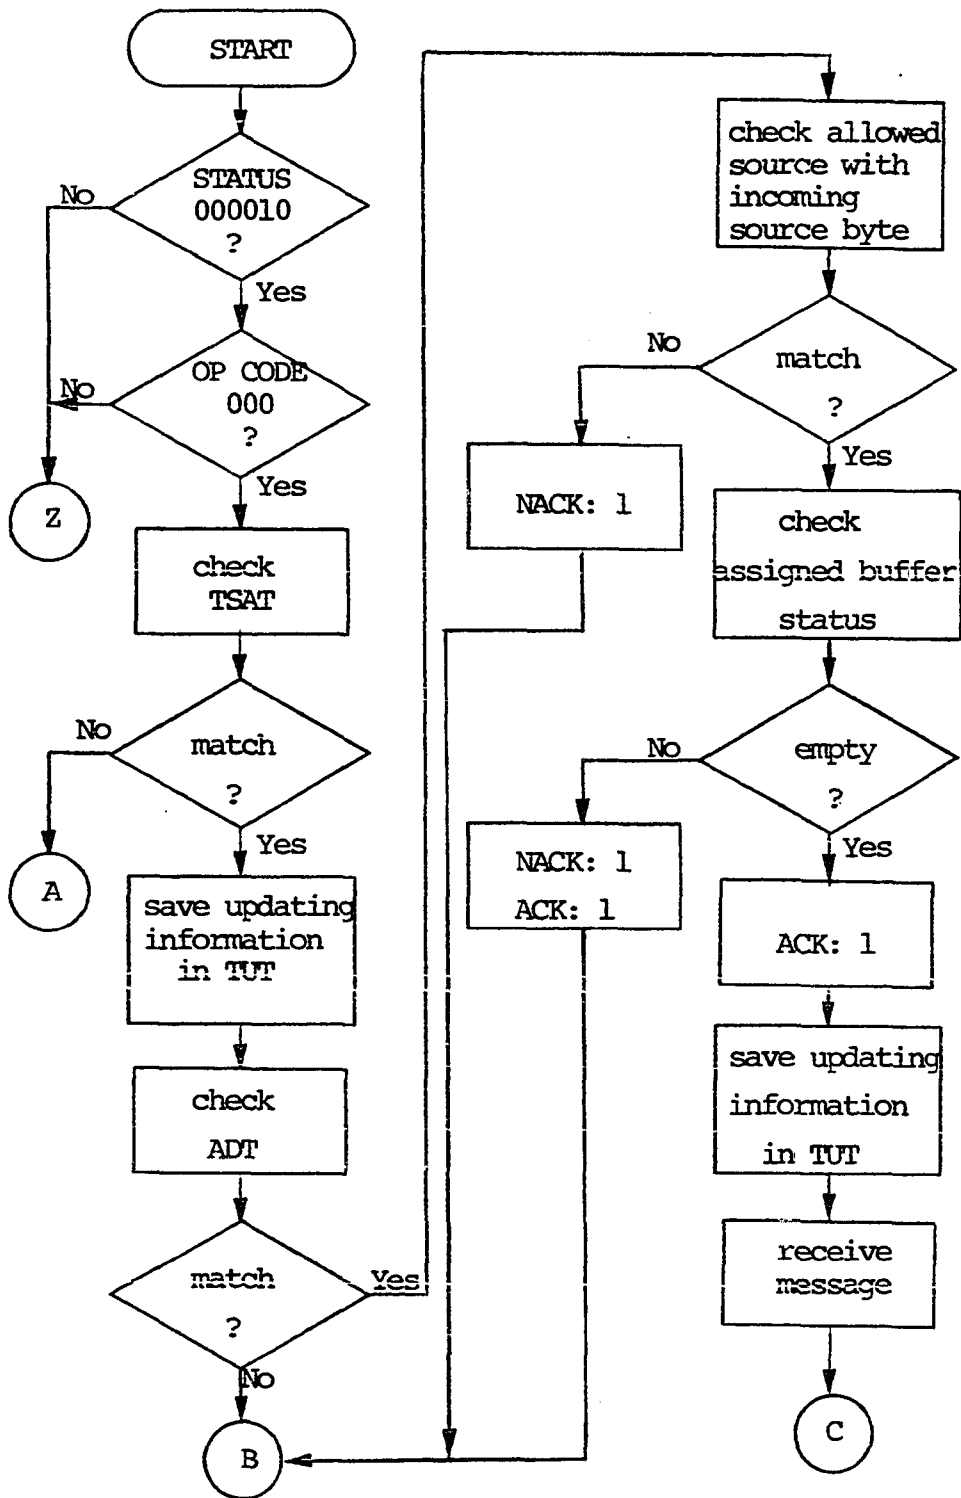 START
STATUS
000010
?
No
Yes
OP CODE
000
?
No
Yes
Z
check
TSAT
match
?
No
Yes
A
save updating
information
in TUT
check
ADT
match
?
Yes
No
B
check allowed
source with
incoming
source byte
match
?
No
Yes
NACK: 1
check
assigned buffer
status
empty
?
No
Yes
NACK: 1
ACK: 1
ACK: 1
save updating
information
in TUT
receive
message
C